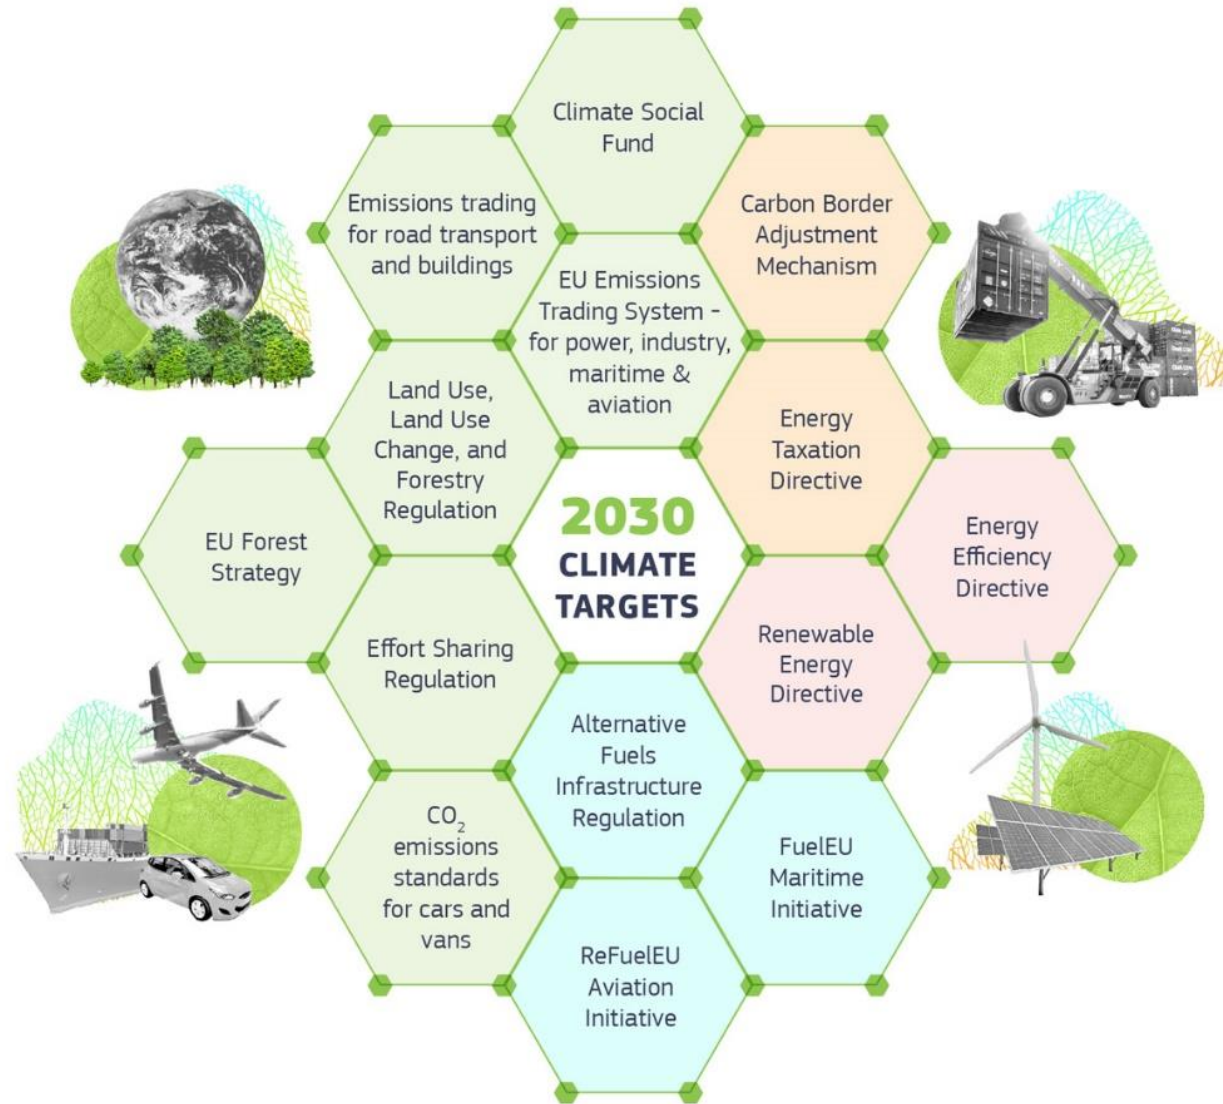 Climate Social
Fund
Emissions trading
for road transport
and buildings
Carbon Border
Adjustment
Mechanism
EU Emissions
Trading System -
for power, industry,
maritime &
aviation
Land Use,
Land Use
Change, and
Forestry
Regulation
Energy
Taxation
Directive
EU Forest
Strategy
2030
CLIMATE
TARGETS
Energy
Efficiency
Directive
Effort Sharing
Regulation
Renewable
Energy
Directive
Alternative
Fuels
Infrastructure
Regulation
CO₂
emissions
standards
for cars and
vans
FuelEU
Maritime
Initiative
ReFuelEU
Aviation
Initiative